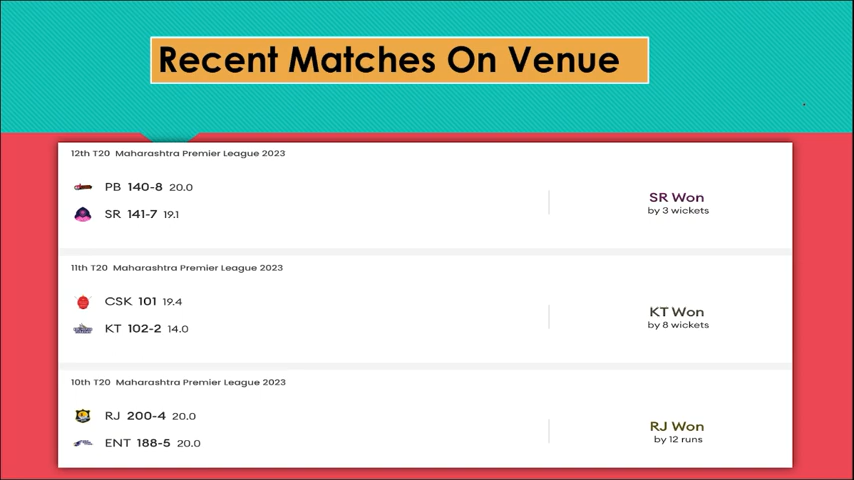 Recent Matches On Venue
12th T20 Maharashtra Premier League 2023
PB 140-8 20.0
SR 141-7 19.1
SR Won
by 3 wickets
11th T20 Maharashtra Premier League 2023
CSK 101 19.4
KT 102-2 14.0
KT Won
by 8 wickets
10th T20 Maharashtra Premier League 2023
RJ 200-4 20.0
ENT 188-5 20.0
RJ Won
by 12 runs